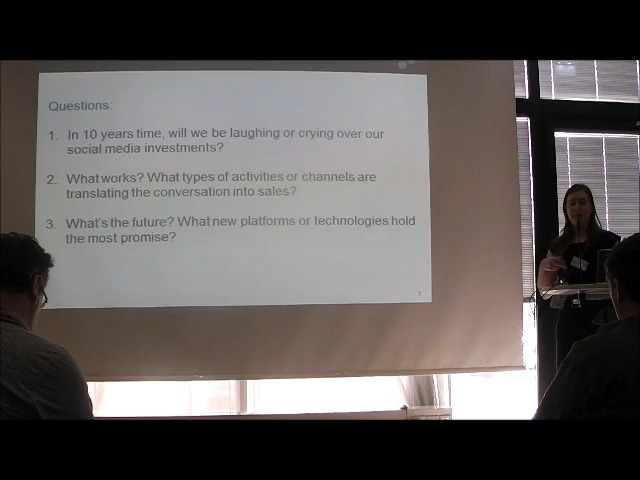 Questions:
1. In 10 years time, will we be laughing or crying over our
social media investments?
2. What works? What types of activities or channels are
translating the conversation into sales?
3. What's the future? What new platforms or technologies hold
the most promise?
7